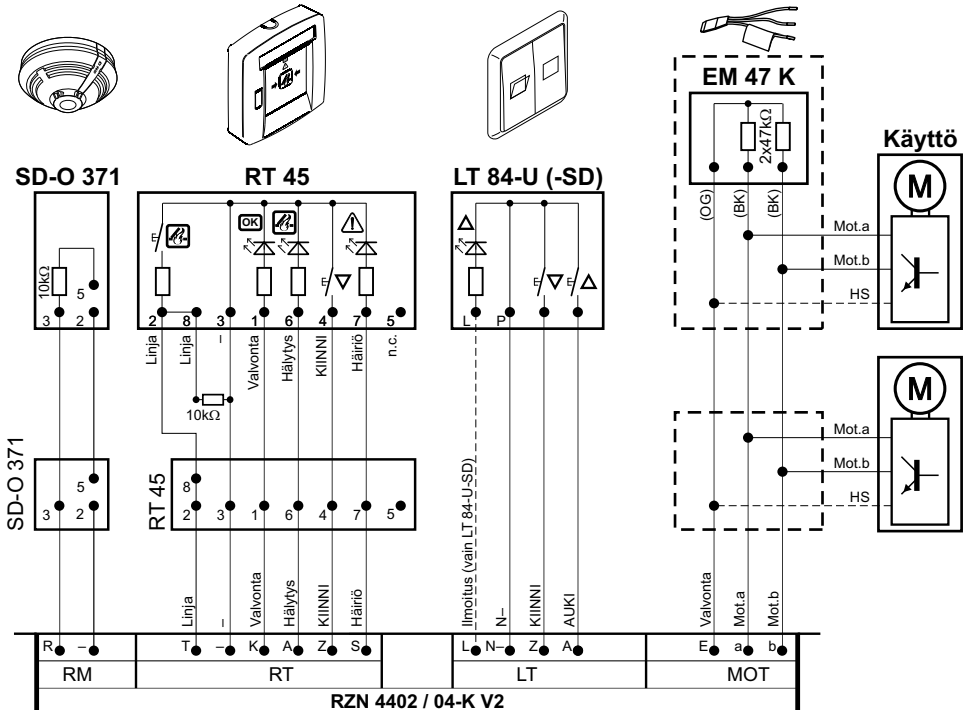 EM 47 K
2x47kΩ
(OG)
(BK)
(BK)
Käyttö
M
Mot.a
Mot.b
HS
SD-O 371
10kΩ
5
3 2
RT 45
E
OK
E
2 8 3 1 6 4 7 5
Linja
Linja
–
Valvonta
Hälytys
KIINNI
Häiriö
n.c.
10kΩ
LT 84-U (-SD)
E E
L P
M
Mot.a
Mot.b
HS
SD-O 371
5
3 2
RT 45
8
2 3 1 6 4 7 5
Linja
–
Valvonta
Hälytys
KIINNI
Häiriö
Ilmoitus (vain LT 84-U-SD)
N–
KIINNI
AUKI
Valvonta
Mot.a
Mot.b
R –
T – K A Z S
L N– Z A
E a b
RM
RT
LT
MOT
RZN 4402 / 04-K V2